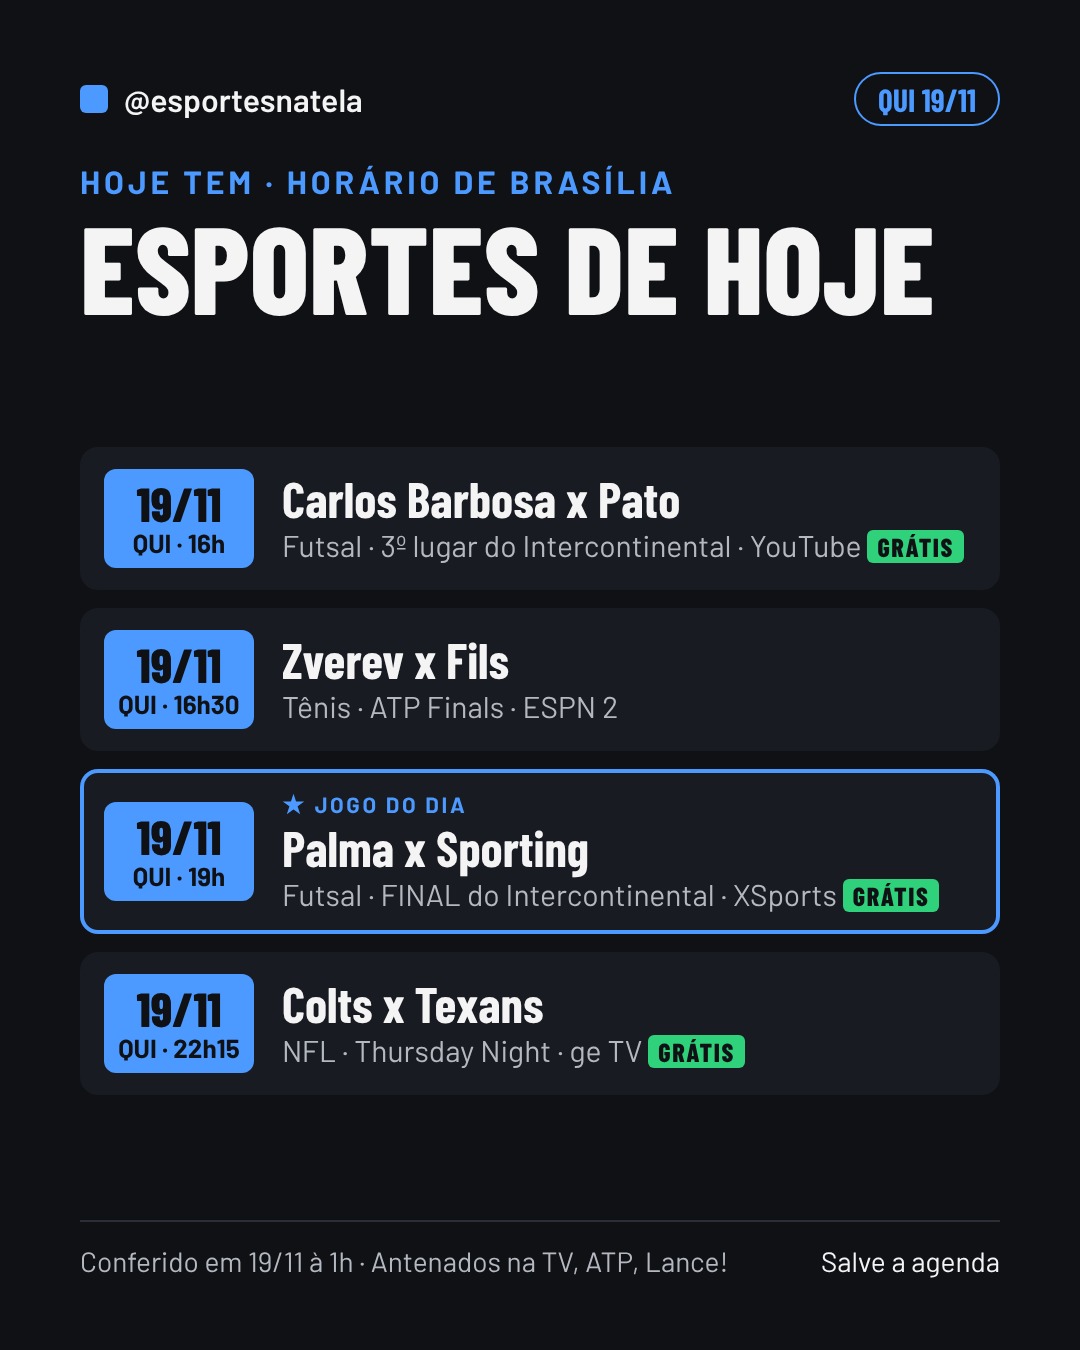 @esportesnatela
QUI 19/11
HOJE TEM · HORÁRIO DE BRASÍLIA
ESPORTES DE HOJE
19/11
QUI · 16h
Carlos Barbosa x Pato
Futsal · 3º lugar do Intercontinental · YouTube GRÁTIS
19/11
QUI · 16h30
Zverev x Fils
Tênis · ATP Finals · ESPN 2
★ JOGO DO DIA
19/11
QUI · 19h
Palma x Sporting
Futsal · FINAL do Intercontinental · XSports GRÁTIS
19/11
QUI · 22h15
Colts x Texans
NFL · Thursday Night · ge TV GRÁTIS
Conferido em 19/11 à 1h · Antenados na TV, ATP, Lance!
Salve a agenda